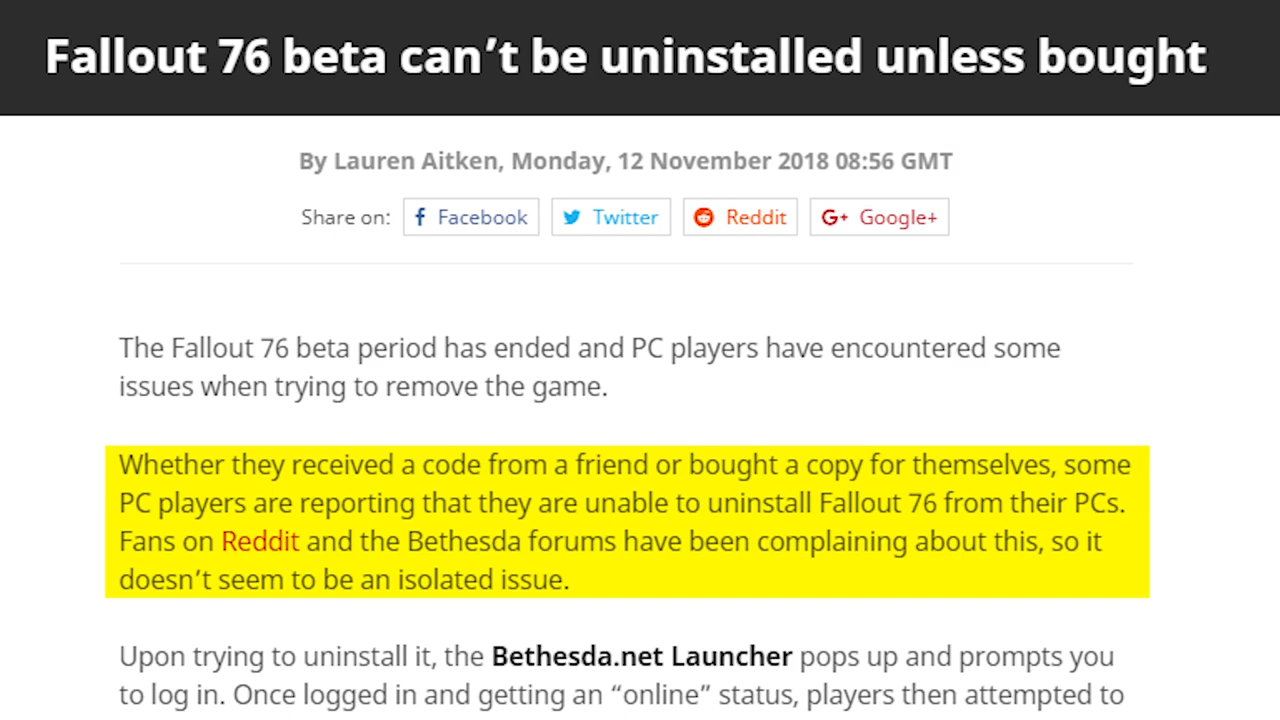 Fallout 76 beta can’t be uninstalled unless bought
By Lauren Aitken, Monday, 12 November 2018 08:56 GMT
Share on: Facebook Twitter Reddit G+ Google+
The Fallout 76 beta period has ended and PC players have encountered some
issues when trying to remove the game.
Whether they received a code from a friend or bought a copy for themselves, some
PC players are reporting that they are unable to uninstall Fallout 76 from their PCs.
Fans on Reddit and the Bethesda forums have been complaining about this, so it
doesn’t seem to be an isolated issue.
Upon trying to uninstall it, the Bethesda.net Launcher pops up and prompts you
to log in. Once logged in and getting an “online” status, players then attempted to